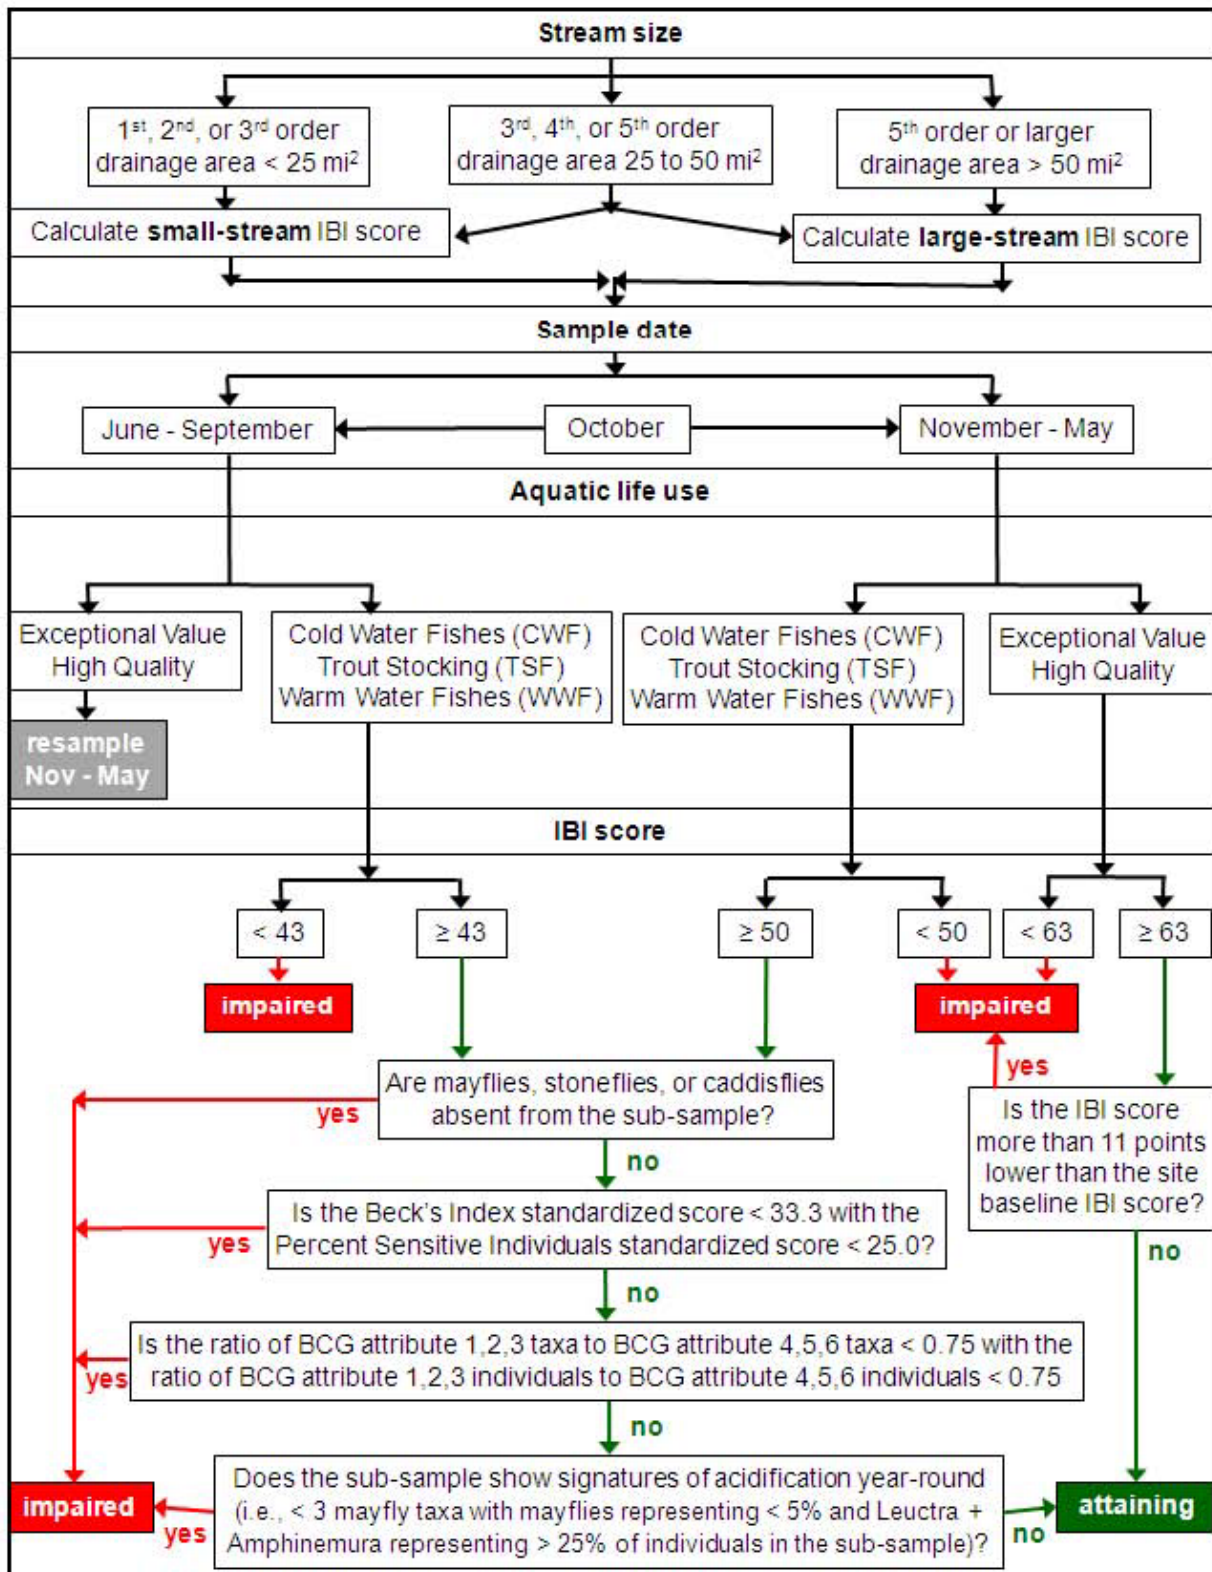 Stream size
1st, 2nd, or 3rd order
drainage area < 25 mi²
3rd, 4th, or 5th order
drainage area 25 to 50 mi²
5th order or larger
drainage area > 50 mi²
Calculate small-stream IBI score
Calculate large-stream IBI score
Sample date
June - September
October
November - May
Aquatic life use
Exceptional Value
High Quality
Cold Water Fishes (CWF)
Trout Stocking (TSF)
Warm Water Fishes (WWF)
Cold Water Fishes (CWF)
Trout Stocking (TSF)
Warm Water Fishes (WWF)
Exceptional Value
High Quality
resample
Nov - May
IBI score
< 43
≥ 43
≥ 50
< 50
< 63
≥ 63
impaired
impaired
Are mayflies, stoneflies, or caddisflies
absent from the sub-sample?
yes
no
yes
Is the IBI score
more than 11 points
lower than the site
baseline IBI score?
no
Is the Beck's Index standardized score < 33.3 with the
Percent Sensitive Individuals standardized score < 25.0?
yes
no
Is the ratio of BCG attribute 1,2,3 taxa to BCG attribute 4,5,6 taxa < 0.75 with the
ratio of BCG attribute 1,2,3 individuals to BCG attribute 4,5,6 individuals < 0.75
yes
no
Does the sub-sample show signatures of acidification year-round
(i.e., < 3 mayfly taxa with mayflies representing < 5% and Leuctra +
Amphinemura representing > 25% of individuals in the sub-sample)?
yes
no
impaired
attaining